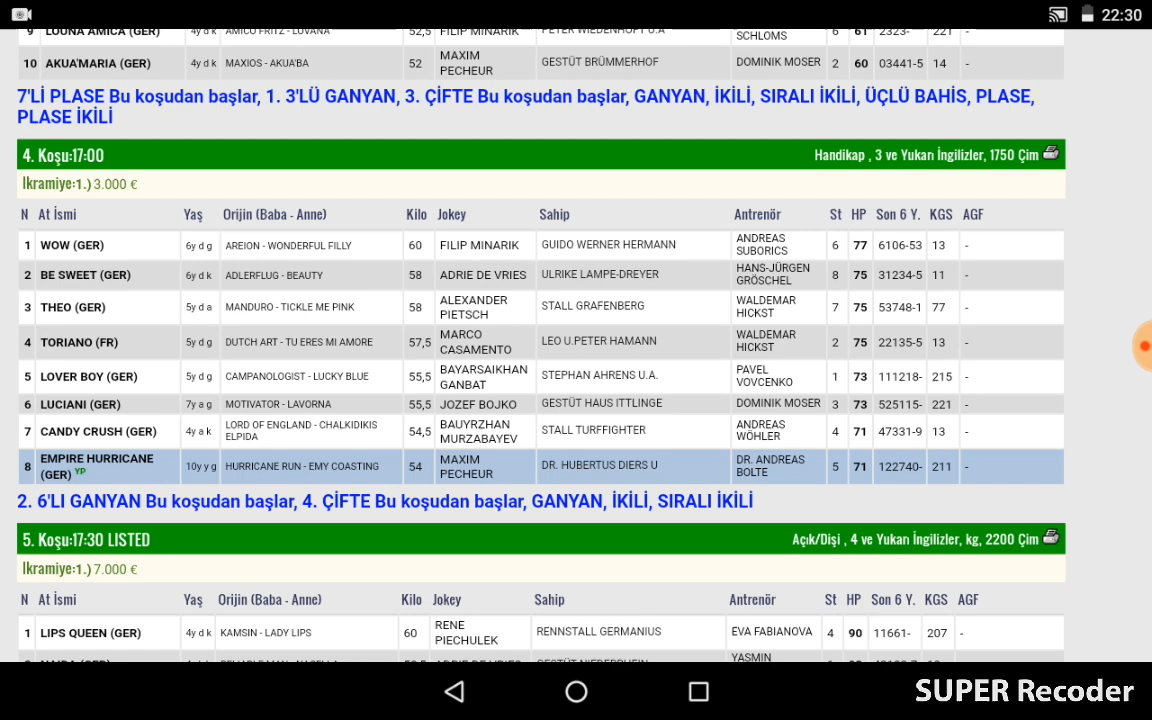 22:30
9 LOUNA AMICA (GER) 4y d k AMICO FRITZ - LOVANA 52,5 FILIP MINARIK PETER WIEDENHOFT U.A SCHLOMS 6 61 2323- 221 -
10 AKUA'MARIA (GER) 4y d k MAXIOS - AKUA'BA 52 MAXIM PECHEUR GESTÜT BRÜMMERHOF DOMINIK MOSER 2 60 03441-5 14 -
7'Lİ PLASE Bu koşudan başlar, 1. 3'LÜ GANYAN, 3. ÇİFTE Bu koşudan başlar, GANYAN, İKİLİ, SIRALI İKİLİ, ÜÇLÜ BAHİS, PLASE,
PLASE İKİLİ
4. Koşu:17:00 Handikap , 3 ve Yukarı İngilizler, 1750 Çim
İkramiye:1.) 3.000 €
N At İsmi Yaş Orijin (Baba - Anne) Kilo Jokey Sahip Antrenör St HP Son 6 Y. KGS AGF
1 WOW (GER) 6y d g AREION - WONDERFUL FILLY 60 FILIP MINARIK GUIDO WERNER HERMANN ANDREAS SUBORICS 6 77 6106-53 13 -
2 BE SWEET (GER) 6y d k ADLERFLUG - BEAUTY 58 ADRIE DE VRIES ULRIKE LAMPE-DREYER HANS-JÜRGEN GRÖSCHEL 8 75 31234-5 11 -
3 THEO (GER) 5y d a MANDURO - TICKLE ME PINK 58 ALEXANDER PIETSCH STALL GRAFENBERG WALDEMAR HICKST 7 75 53748-1 77 -
4 TORIANO (FR) 5y d g DUTCH ART - TU ERES MI AMORE 57,5 MARCO CASAMENTO LEO U.PETER HAMANN WALDEMAR HICKST 2 75 22135-5 13 -
5 LOVER BOY (GER) 5y d g CAMPANOLOGIST - LUCKY BLUE 55,5 BAYARSAIKHAN GANBAT STEPHAN AHRENS U.A. PAVEL VOVCENKO 1 73 111218- 215 -
6 LUCIANI (GER) 7y a g MOTIVATOR - LAVORNA 55,5 JOZEF BOJKO GESTÜT HAUS ITTLINGE DOMINIK MOSER 3 73 525115- 221 -
7 CANDY CRUSH (GER) 4y a k LORD OF ENGLAND - CHALKIDIKIS ELPIDA 54,5 BAUYRZHAN MURZABAYEV STALL TURFFIGHTER ANDREAS WÖHLER 4 71 47331-9 13 -
8 EMPIRE HURRICANE (GER) YP 10y y g HURRICANE RUN - EMY COASTING 54 MAXIM PECHEUR DR. HUBERTUS DIERS U DR. ANDREAS BOLTE 5 71 122740- 211 -
2. 6'LI GANYAN Bu koşudan başlar, 4. ÇİFTE Bu koşudan başlar, GANYAN, İKİLİ, SIRALI İKİLİ
5. Koşu:17:30 LISTED Açık/Dişi , 4 ve Yukarı İngilizler, kg, 2200 Çim
İkramiye:1.) 7.000 €
N At İsmi Yaş Orijin (Baba - Anne) Kilo Jokey Sahip Antrenör St HP Son 6 Y. KGS AGF
1 LIPS QUEEN (GER) 4y d k KAMSIN - LADY LIPS 60 RENE PIECHULEK RENNSTALL GERMANIUS EVA FABIANOVA 4 90 11661- 207 -
YASMIN
SUPER Recoder